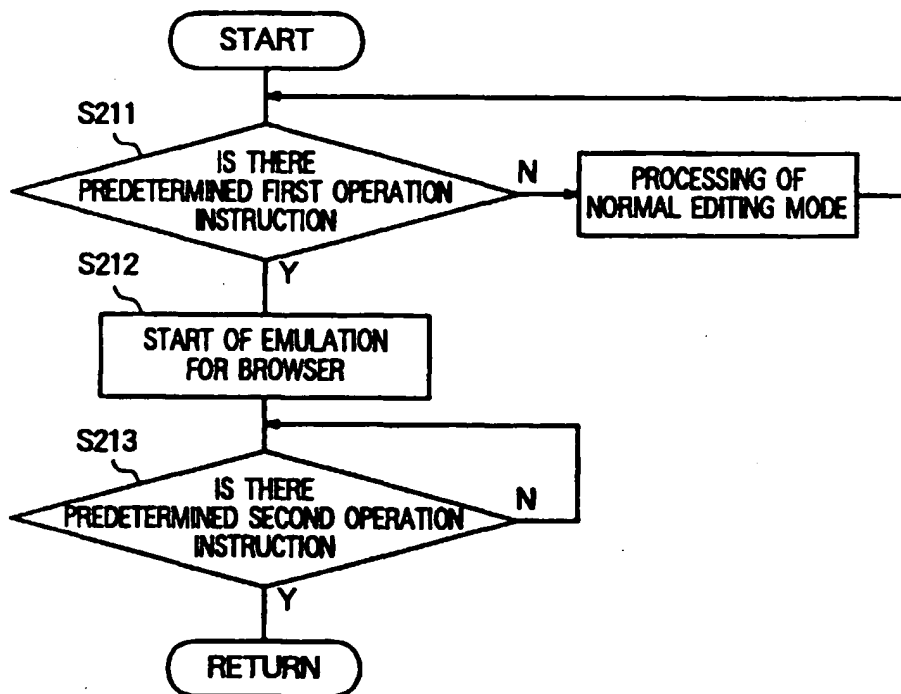 START
S211
IS THERE
PREDETERMINED FIRST OPERATION
INSTRUCTION
N
PROCESSING OF
NORMAL EDITING MODE
Y
S212
START OF EMULATION
FOR BROWSER
S213
IS THERE
PREDETERMINED SECOND OPERATION
INSTRUCTION
N
Y
RETURN